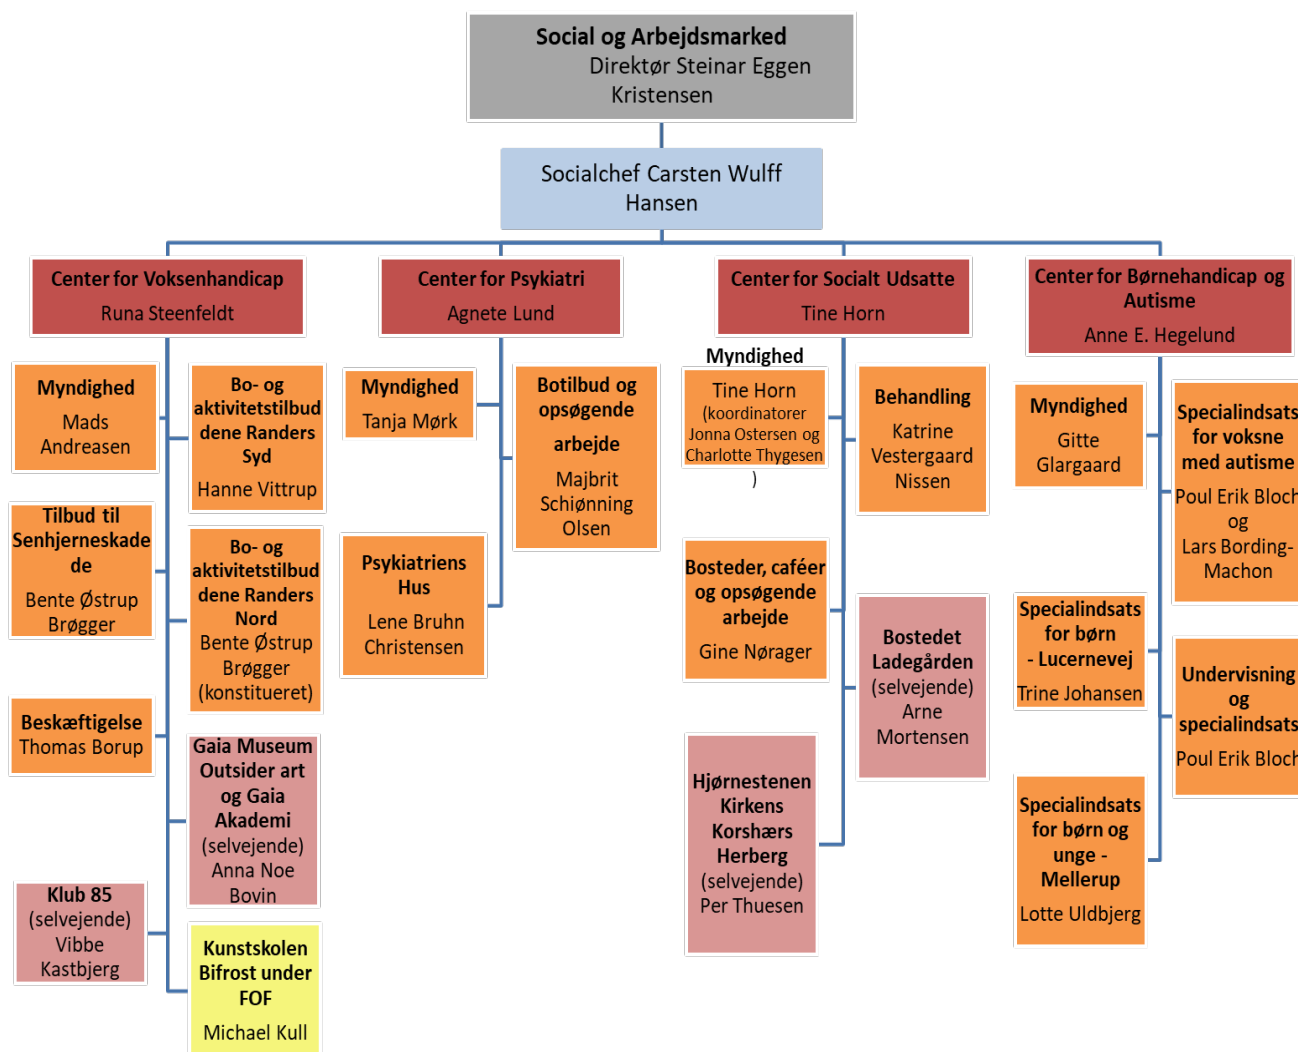 Social og Arbejdsmarked
Direktør Steinar Eggen
Kristensen
Socialchef Carsten Wulff
Hansen
Center for Voksenhandicap
Runa Steenfeldt
Myndighed
Mads
Andreasen
Bo- og
aktivitetstilbud
dene Randers
Syd
Hanne Vittrup
Tilbud til
Senhjerneskade
de
Bente Østrup
Brøgger
Bo- og
aktivitetstilbud
dene Randers
Nord
Bente Østrup
Brøgger
(konstitueret)
Beskæftigelse
Thomas Borup
Gaia Museum
Outsider art
og Gaia
Akademi
(selvejende)
Anna Noe
Bovin
Klub 85
(selvejende)
Vibbe
Kastbjerg
Kunstskolen
Bifrost under
FOF
Michael Kull
Center for Psykiatri
Agnete Lund
Myndighed
Tanja Mørk
Botilbud og
opsøgende
arbejde
Majbrit
Schiønning
Olsen
Psykiatriens
Hus
Lene Bruhn
Christensen
Center for Socialt Udsatte
Tine Horn
Myndighed
Tine Horn
(koordinatorer
Jonna Ostersen og
Charlotte Thygesen
)
Behandling
Katrine
Vestergaard
Nissen
Bosteder, caféer
og opsøgende
arbejde
Gine Nørager
Bostedet
Ladegården
(selvejende)
Arne
Mortensen
Hjørnestenen
Kirkens
Korshærs
Herberg
(selvejende)
Per Thuesen
Center for Børnehandicap og
Autisme
Anne E. Hegelund
Myndighed
Gitte
Glargaard
Specialindsats
for voksne
med autisme
Poul Erik Bloch
og
Lars Bording-
Machon
Specialindsats
for børn
- Lucernevej
Trine Johansen
Undervisning
og
specialindsats
Poul Erik Bloch
Specialindsats
for børn og
unge -
Mellerup
Lotte Uldbjerg